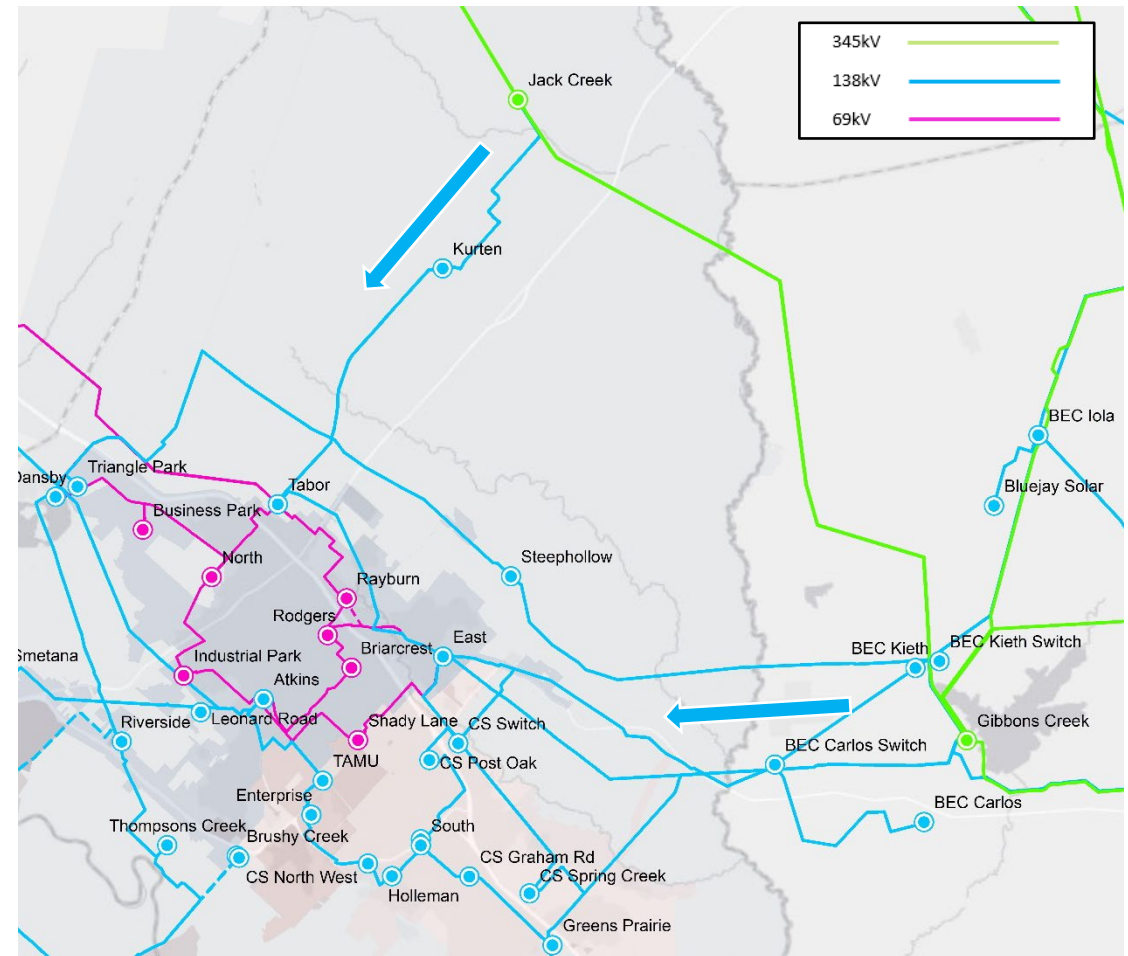 345kV
138kV
69kV
Jack Creek
Kurten
BEC Iola
Triangle Park
Dansby
Bluejay Solar
Tabor
Business Park
Steephollow
North
Rayburn
Rodgers
East
Briarcrest
Smetana
Industrial Park
BEC Kieth
BEC Kieth Switch
Atkins
Riverside
Leonard Road
Shady Lane
CS Switch
Gibbons Creek
TAMU
CS Post Oak
BEC Carlos Switch
Enterprise
BEC Carlos
Thompsons Creek
Brushy Creek
South
CS North West
CS Graham Rd
CS Spring Creek
Holleman
Greens Prairie